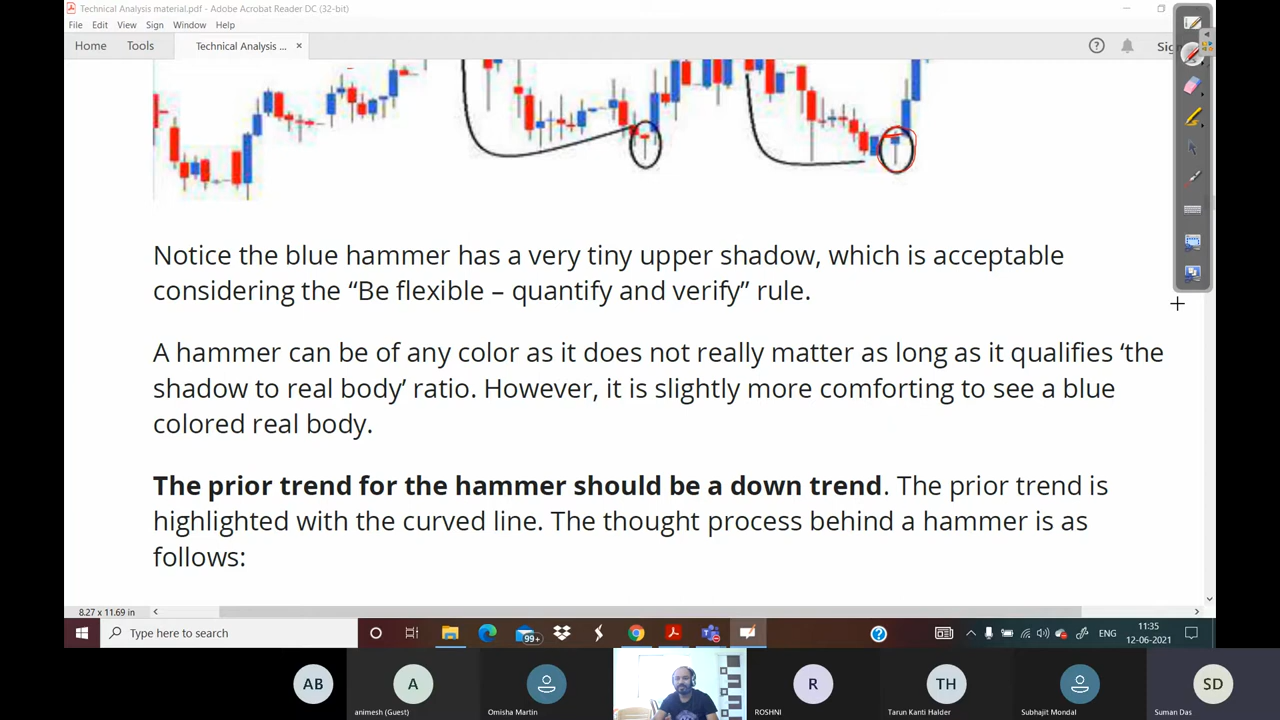 Technical Analysis material.pdf - Adobe Acrobat Reader DC (32-bit)
File Edit View Sign Window Help
Home Tools Technical Analysis ... × Sig
Notice the blue hammer has a very tiny upper shadow, which is acceptable
considering the “Be flexible – quantify and verify” rule.
A hammer can be of any color as it does not really matter as long as it qualifies ‘the
shadow to real body’ ratio. However, it is slightly more comforting to see a blue
colored real body.
The prior trend for the hammer should be a down trend. The prior trend is
highlighted with the curved line. The thought process behind a hammer is as
follows:
8.27 x 11.69 in
Type here to search 99+ ENG 11:35
12-06-2021
AB A R TH SD
animesh (Guest) Omisha Martin ROSHNI Tarun Kanti Halder Subhajit Mondal Suman Das